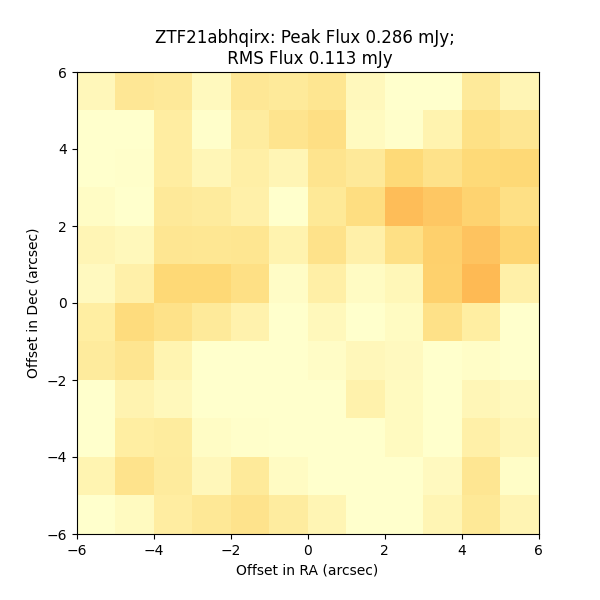 ZTF21abhqirx: Peak Flux 0.286 mJy;
RMS Flux 0.113 mJy
6
4
2
0
−2
−4
−6
Offset in Dec (arcsec)
−6 −4 −2 0 2 4 6
Offset in RA (arcsec)